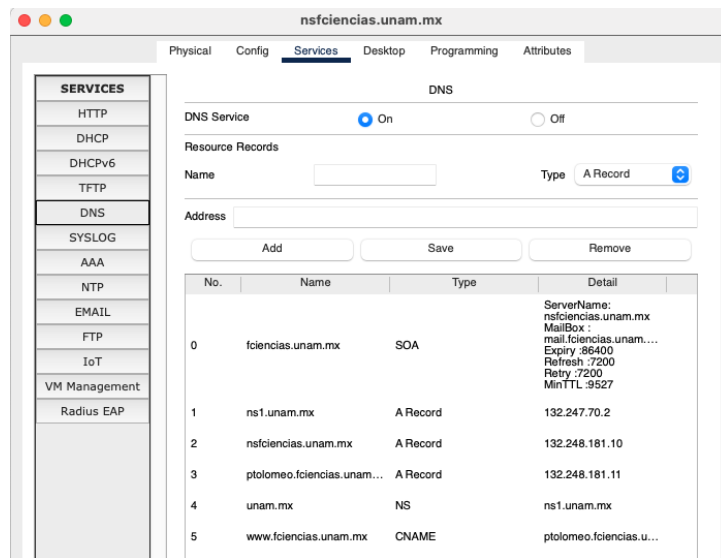 nsfciencias.unam.mx
Physical Config Services Desktop Programming Attributes
SERVICES
HTTP
DHCP
DHCPv6
TFTP
DNS
SYSLOG
AAA
NTP
EMAIL
FTP
IoT
VM Management
Radius EAP
DNS
DNS Service On Off
Resource Records
Name Type A Record
Address
Add Save Remove
No. Name Type Detail
0 fciencias.unam.mx SOA ServerName:
nsfciencias.unam.mx
MailBox :
mail.fciencias.unam....
Expiry :86400
Refresh :7200
Retry :7200
MinTTL :9527
1 ns1.unam.mx A Record 132.247.70.2
2 nsfciencias.unam.mx A Record 132.248.181.10
3 ptolomeo.fciencias.unam... A Record 132.248.181.11
4 unam.mx NS ns1.unam.mx
5 www.fciencias.unam.mx CNAME ptolomeo.fciencias.u...